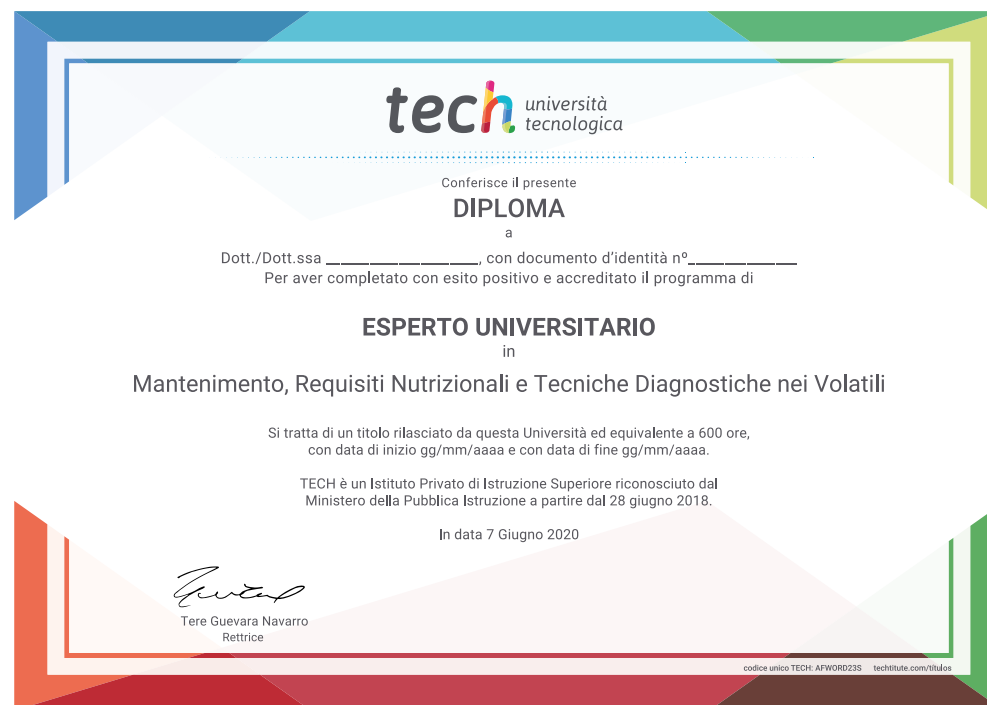 tech università
tecnologica
Conferisce il presente
DIPLOMA
a
Dott./Dott.ssa ____________________, con documento d'identità nº______________
Per aver completato con esito positivo e accreditato il programma di
ESPERTO UNIVERSITARIO
in
Mantenimento, Requisiti Nutrizionali e Tecniche Diagnostiche nei Volatili
Si tratta di un titolo rilasciato da questa Università ed equivalente a 600 ore,
con data di inizio gg/mm/aaaa e con data di fine gg/mm/aaaa.
TECH è un Istituto Privato di Istruzione Superiore riconosciuto dal
Ministero della Pubblica Istruzione a partire dal 28 giugno 2018.
In data 7 Giugno 2020
Tere Guevara Navarro
Rettrice
codice unico TECH: AFWORD23S techtitute.com/títulos